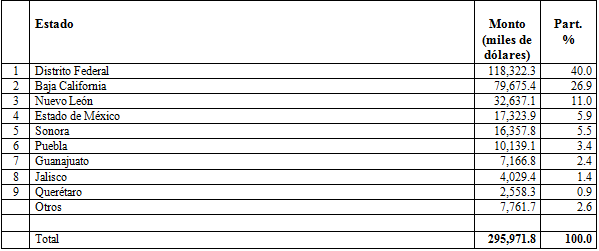 Estado Monto (miles de dólares) Part. %
1 Distrito Federal 118,322.3 40.0
2 Baja California 79,675.4 26.9
3 Nuevo León 32,637.1 11.0
4 Estado de México 17,323.9 5.9
5 Sonora 16,357.8 5.5
6 Puebla 10,139.1 3.4
7 Guanajuato 7,166.8 2.4
8 Jalisco 4,029.4 1.4
9 Querétaro 2,558.3 0.9
Otros 7,761.7 2.6
Total 295,971.8 100.0